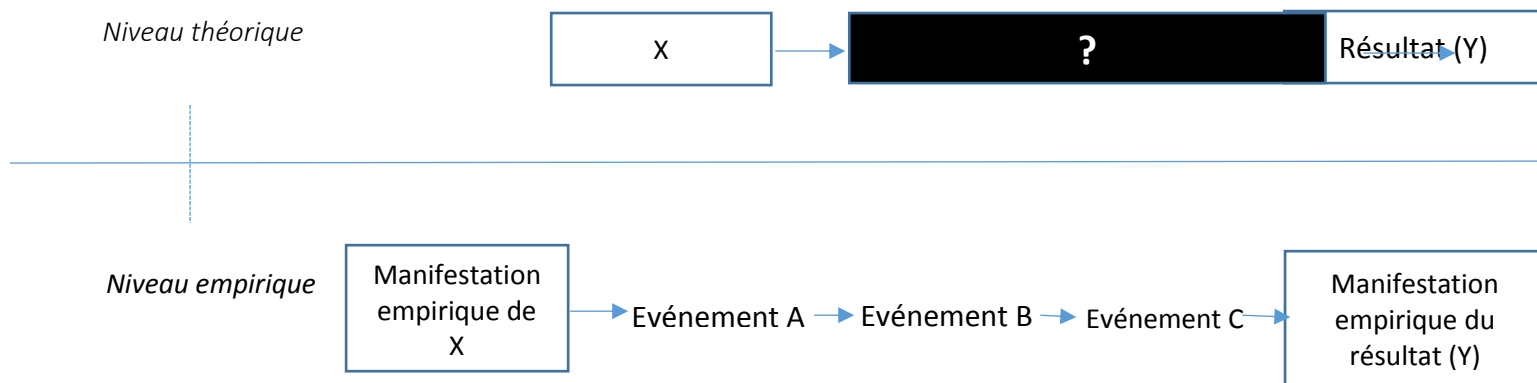 Niveau théorique
X
?
Résultat (Y)
Niveau empirique
Manifestation
empirique de
X
Evénement A
Evénement B
Evénement C
Manifestation
empirique du
résultat (Y)